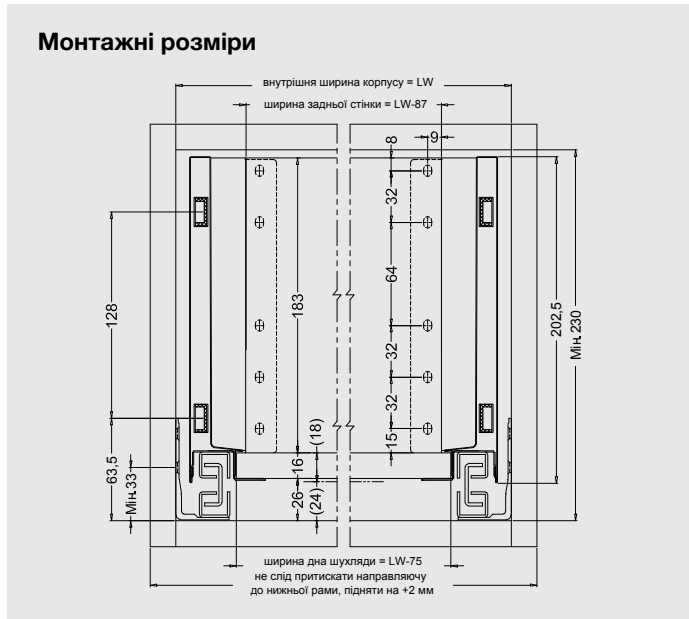 Монтажні розміри
внутрішня ширина корпусу = LW
ширина задньої стінки = LW-87
8
9
32
64
32
32
15
183
128
63,5
Мін.33
202,5
Мін.230
16
(18)
26
(24)
ширина дна шухляди = LW-75
не слід притискати направляючу
до нижньої рами, підняти на +2 мм